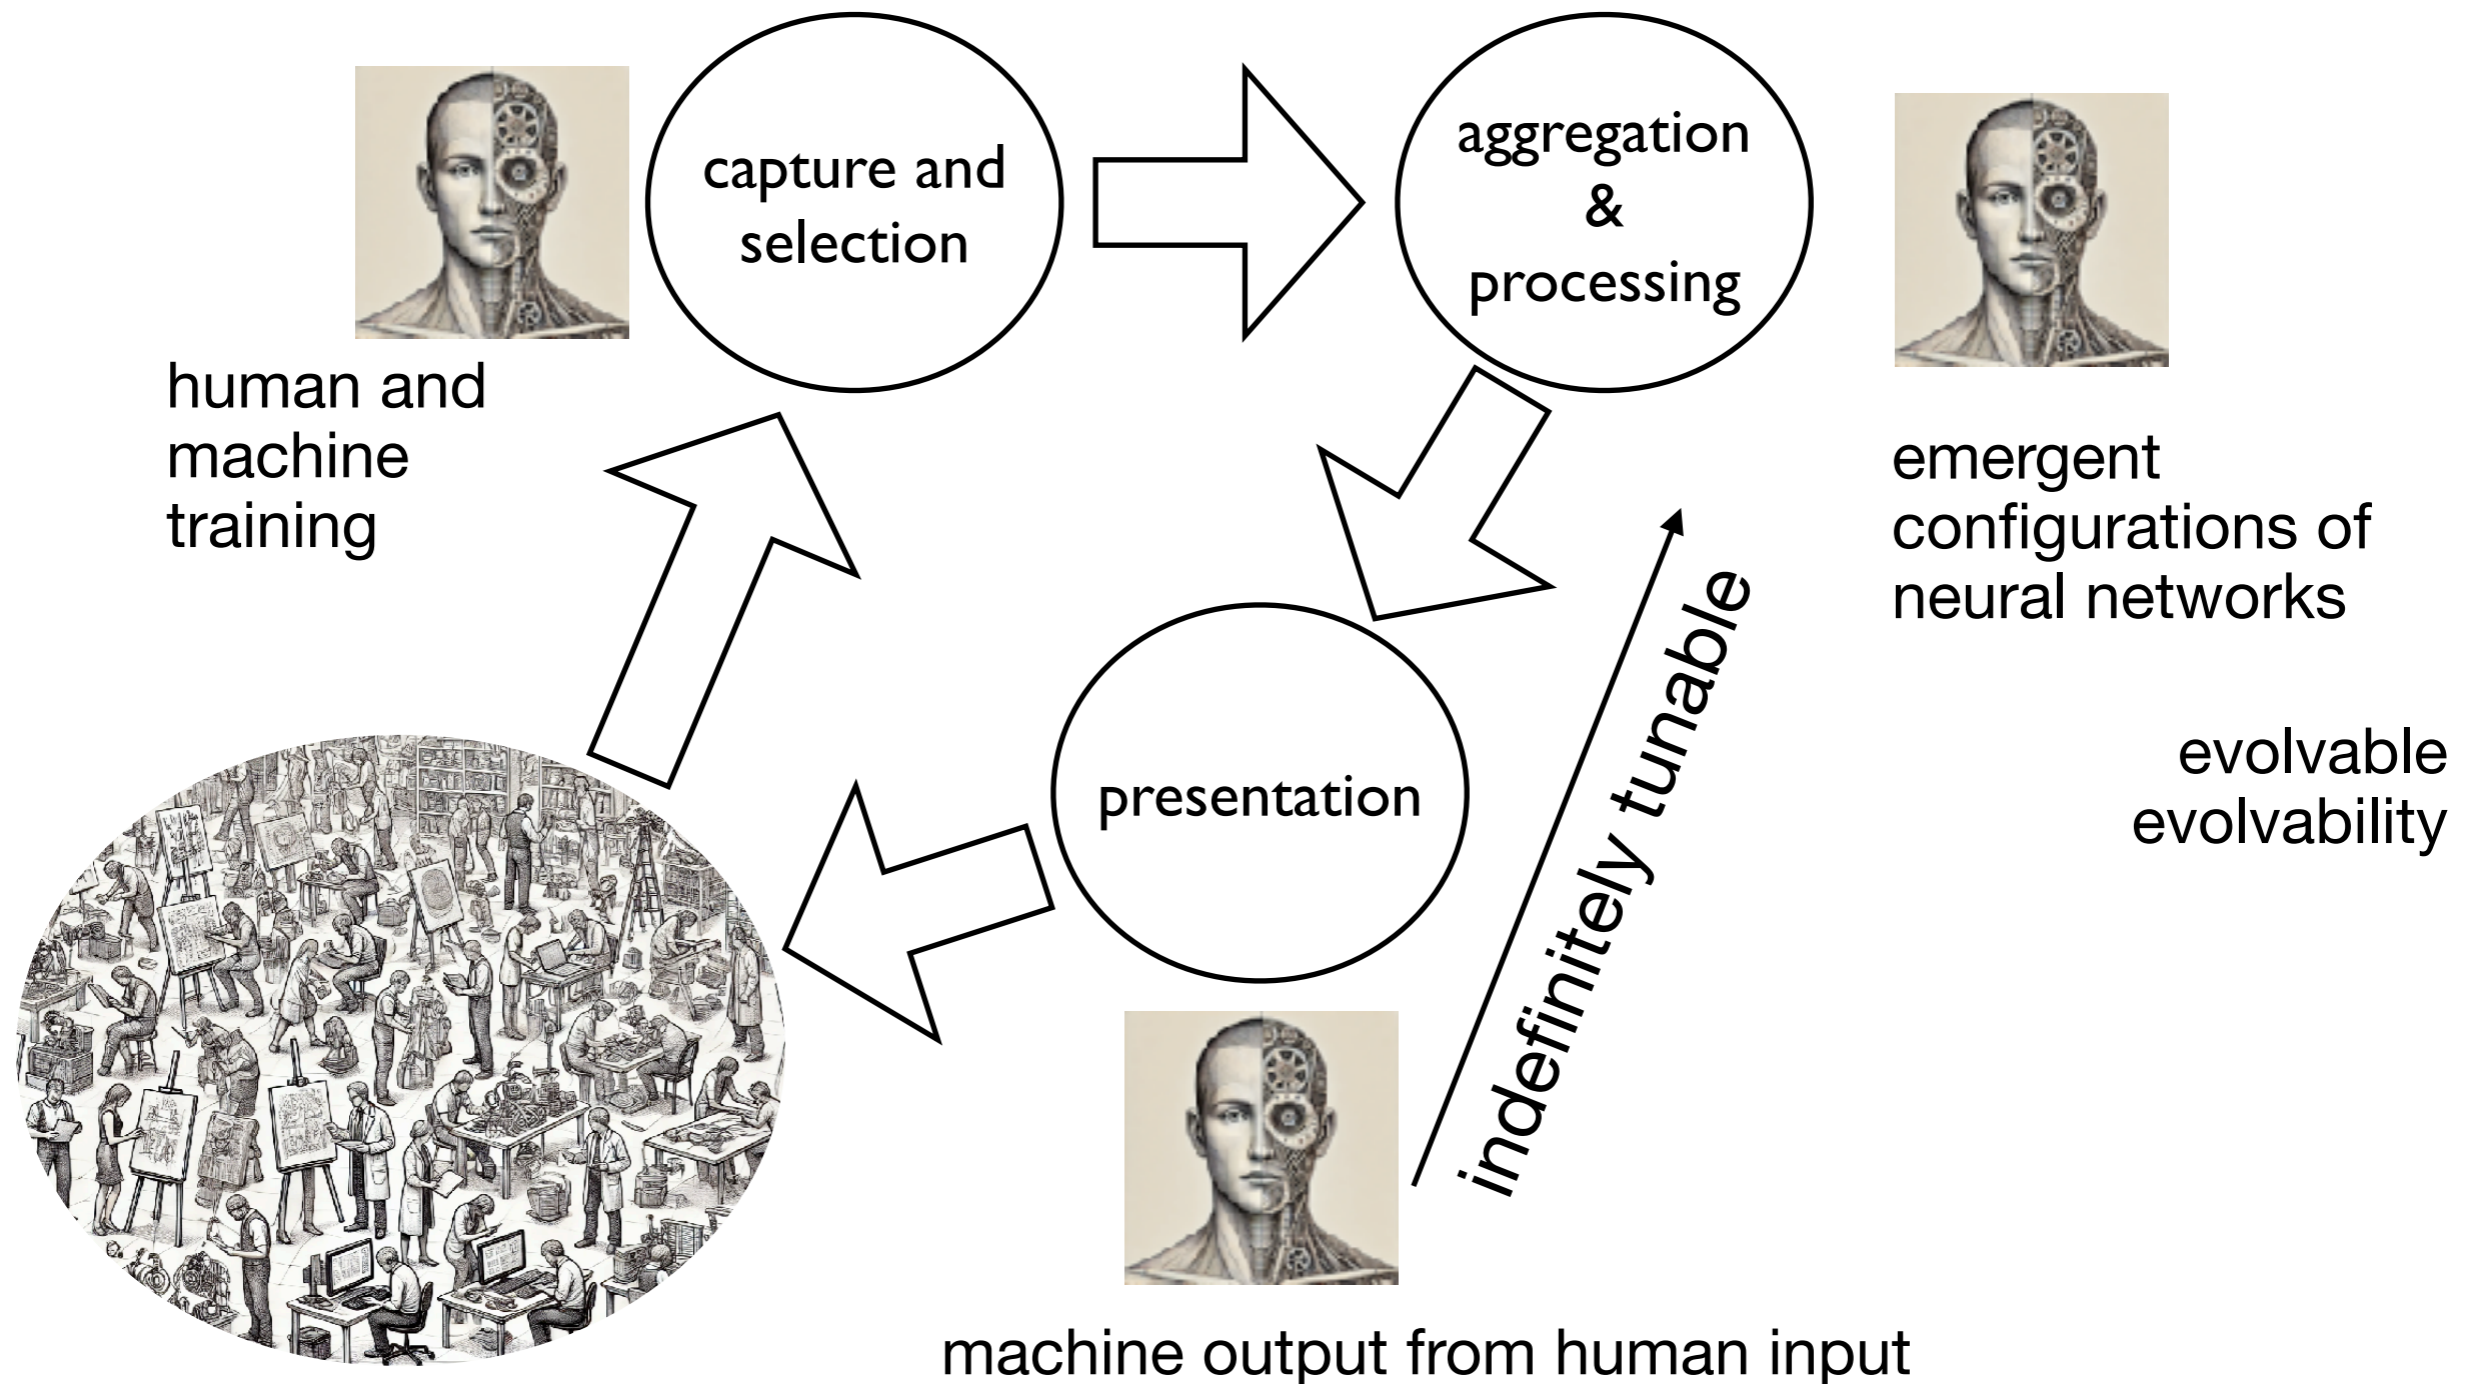 capture and
selection
aggregation
&
processing
human and
machine
training
emergent
configurations of
neural networks
indefinitely tunable
presentation
evolvable
evolvability
machine output from human input